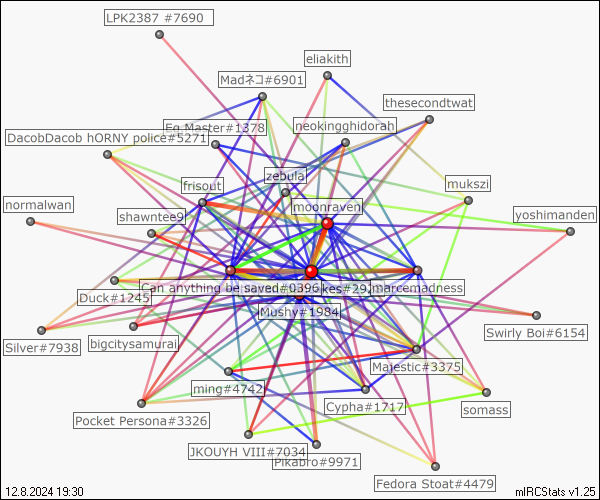 LPK2387 #7690
eliakith
Madネコ#6901
thesecondtwat
Eg Master#1378
neokingghidorah
DacobDacob hORNY police#5271
zebula
mukszi
frisout
normalwan
moonraven
shawntee9
yoshimanden
Can anything be saved#0396
kes#292
marcemadness
Duck#1245
Mushy#1984
Swirly Boi#6154
Silver#7938
bigcitysamurai
Majestic#3375
ming#4742
Cypha#1717
somass
Pocket Persona#3326
JKOUYH VIII#7034
Pikabro#9971
Fedora Stoat#4479
12.8.2024 19:30
mIRCStats v1.25